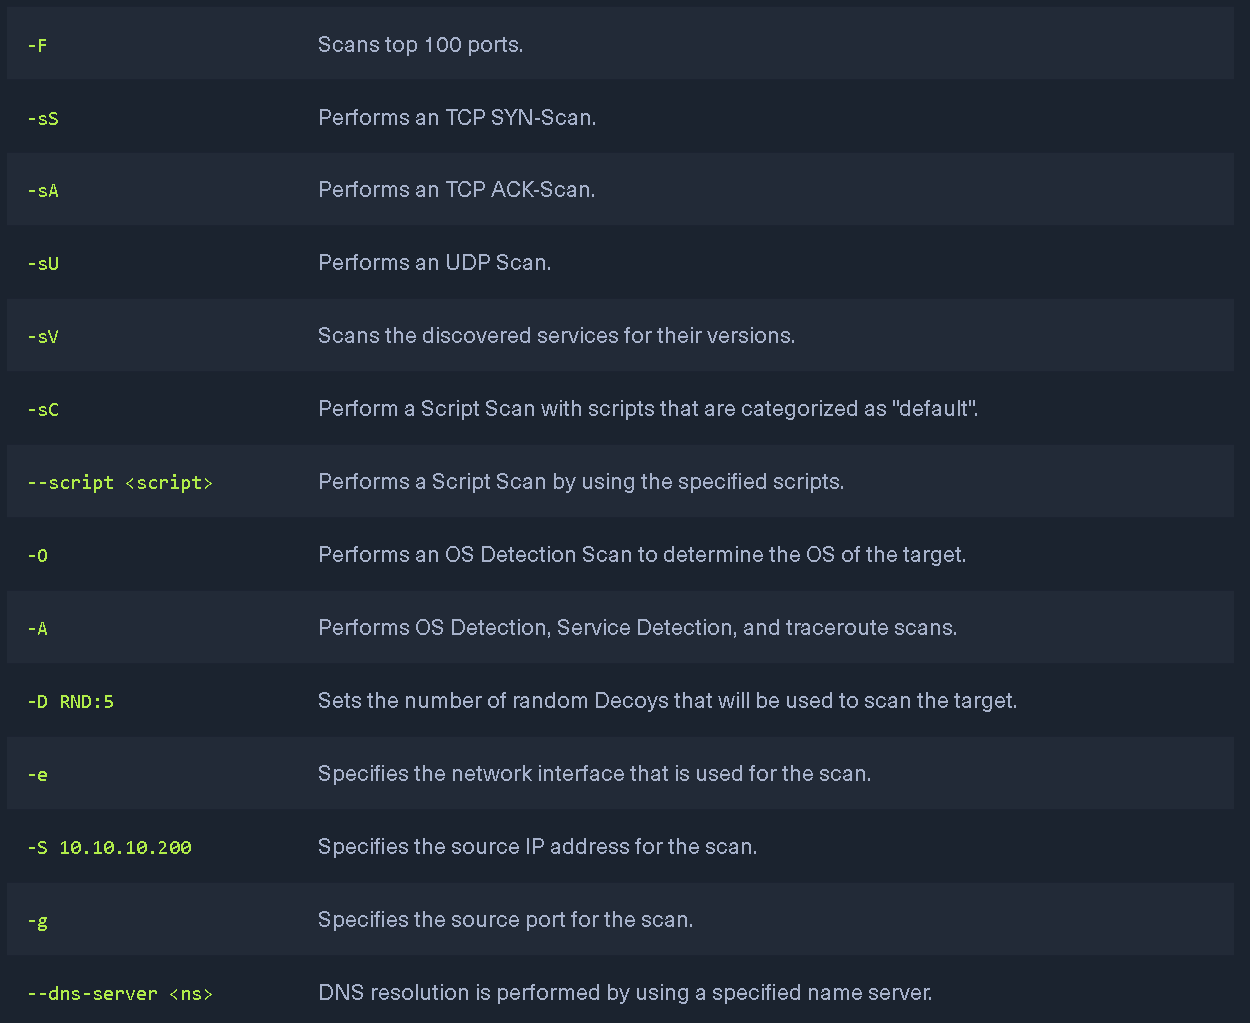 -F Scans top 100 ports.
-sS Performs an TCP SYN-Scan.
-sA Performs an TCP ACK-Scan.
-sU Performs an UDP Scan.
-sV Scans the discovered services for their versions.
-sC Perform a Script Scan with scripts that are categorized as "default".
--script <script> Performs a Script Scan by using the specified scripts.
-O Performs an OS Detection Scan to determine the OS of the target.
-A Performs OS Detection, Service Detection, and traceroute scans.
-D RND:5 Sets the number of random Decoys that will be used to scan the target.
-e Specifies the network interface that is used for the scan.
-S 10.10.10.200 Specifies the source IP address for the scan.
-g Specifies the source port for the scan.
--dns-server <ns> DNS resolution is performed by using a specified name server.